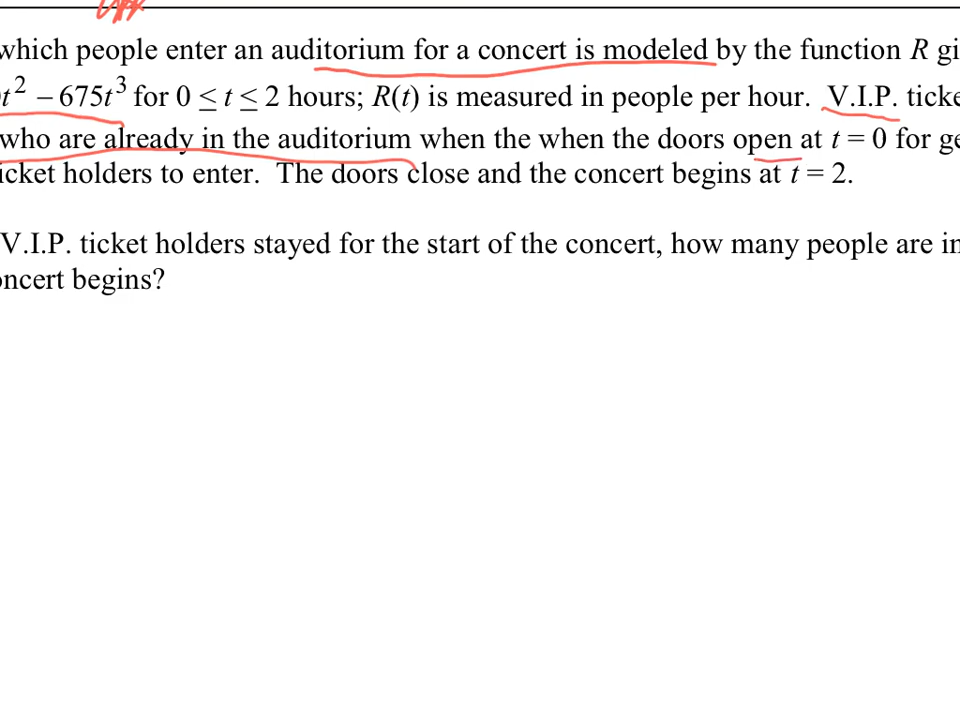 which people enter an auditorium for a concert is modeled by the function R gi
t² – 675t³ for 0 ≤ t ≤ 2 hours; R(t) is measured in people per hour. V.I.P. ticke
who are already in the auditorium when the when the doors open at t = 0 for ge
icket holders to enter. The doors close and the concert begins at t = 2.
V.I.P. ticket holders stayed for the start of the concert, how many people are in
oncert begins?